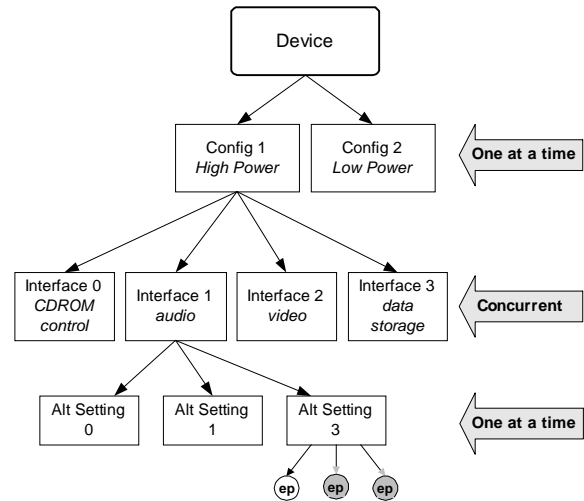 Device
Config 1
High Power
Config 2
Low Power
One at a time
Interface 0
CDROM
control
Interface 1
audio
Interface 2
video
Interface 3
data
storage
Concurrent
Alt Setting
0
Alt Setting
1
Alt Setting
3
One at a time
ep
ep
ep